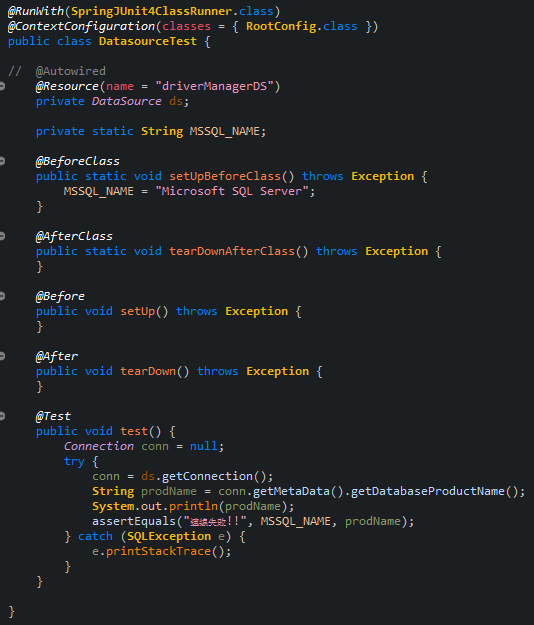 @RunWith(SpringJUnit4ClassRunner.class)
@ContextConfiguration(classes = { RootConfig.class })
public class DatasourceTest {
//  @Autowired
    @Resource(name = "driverManagerDS")
    private DataSource ds;
    private static String MSSQL_NAME;
    @BeforeClass
    public static void setUpBeforeClass() throws Exception {
        MSSQL_NAME = "Microsoft SQL Server";
    }
    @AfterClass
    public static void tearDownAfterClass() throws Exception {
    }
    @Before
    public void setUp() throws Exception {
    }
    @After
    public void tearDown() throws Exception {
    }
    @Test
    public void test() {
        Connection conn = null;
        try {
            conn = ds.getConnection();
            String prodName = conn.getMetaData().getDatabaseProductName();
            System.out.println(prodName);
            assertEquals("連線失敗!!", MSSQL_NAME, prodName);
        } catch (SQLException e) {
            e.printStackTrace();
        }
    }
}